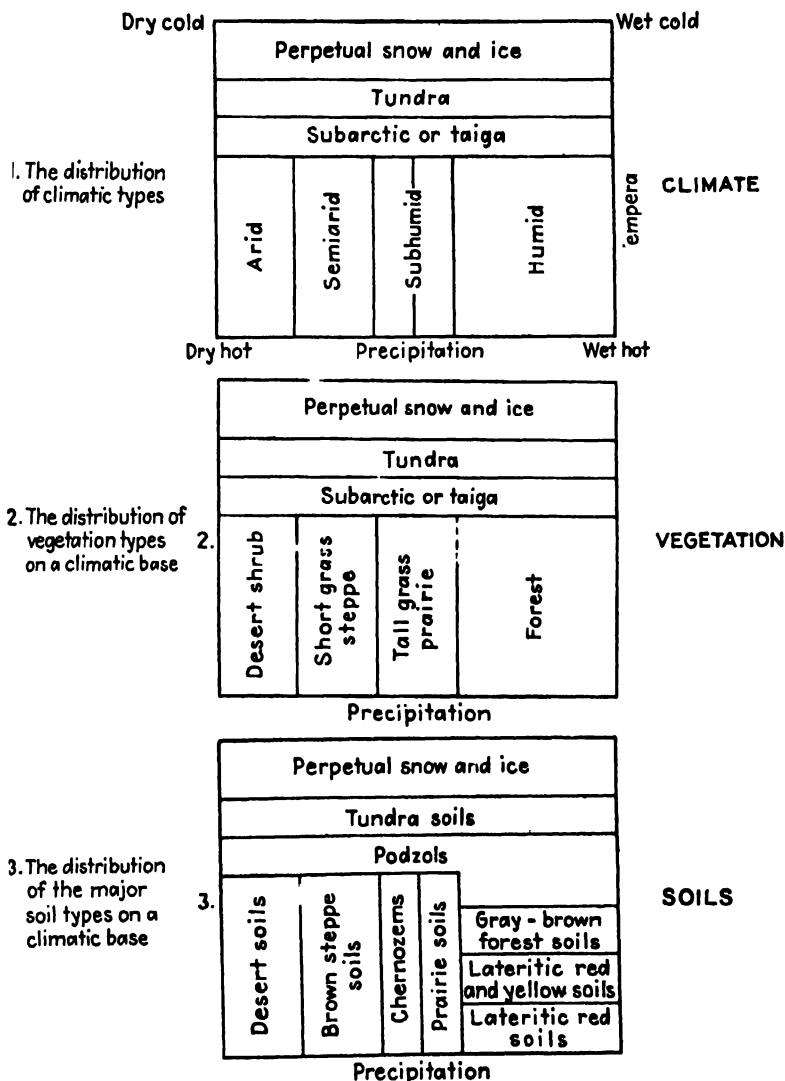 Dry cold
Wet cold
Perpetual snow and ice
Tundra
Subarctic or taiga
1. The distribution
of climatic types
Arid
Semiarid
Subhumid
Humid
empera
CLIMATE
Dry hot
Precipitation
Wet hot
Perpetual snow and ice
Tundra
Subarctic or taiga
2. The distribution of
vegetation types
on a climatic base
2.
Desert shrub
Short grass
steppe
Tall grass
prairie
Forest
VEGETATION
Precipitation
Perpetual snow and ice
Tundra soils
Podzols
3. The distribution
of the major
soil types on a
climatic base
3.
Desert soils
Brown steppe
soils
Chernozems
Prairie soils
Gray-brown
forest soils
Lateritic red
and yellow soils
Lateritic red
soils
SOILS
Precipitation